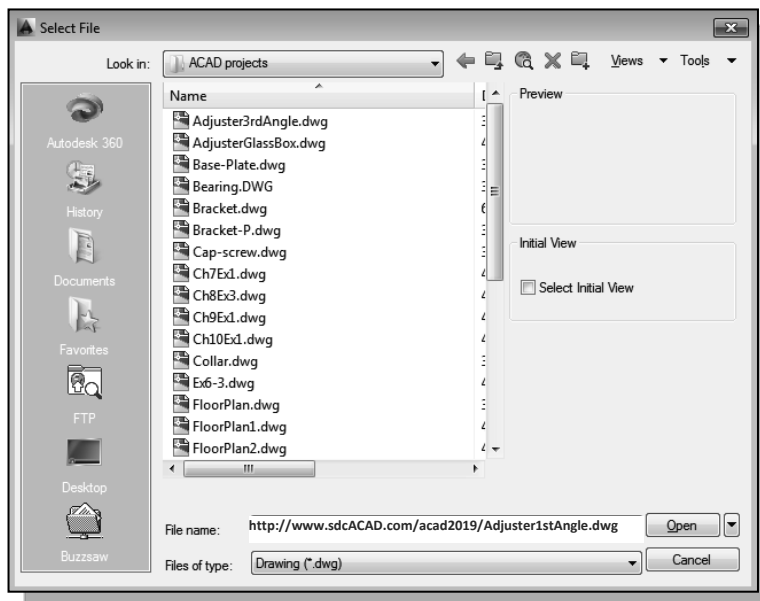 Select File
Look in:
ACAD projects
Views
Tools
Autodesk 360
History
Documents
Favorites
FTP
Desktop
Buzzsaw
Name
Adjuster3rdAngle.dwg
AdjusterGlassBox.dwg
Base-Plate.dwg
Bearing.DWG
Bracket.dwg
Bracket-P.dwg
Cap-screw.dwg
Ch7Ex1.dwg
Ch8Ex3.dwg
Ch9Ex1.dwg
Ch10Ex1.dwg
Collar.dwg
Ex6-3.dwg
FloorPlan.dwg
FloorPlan1.dwg
FloorPlan2.dwg
Preview
Initial View
Select Initial View
File name: http://www.sdcACAD.com/acad2019/Adjuster1stAngle.dwg Open
Files of type: Drawing (*.dwg) Cancel